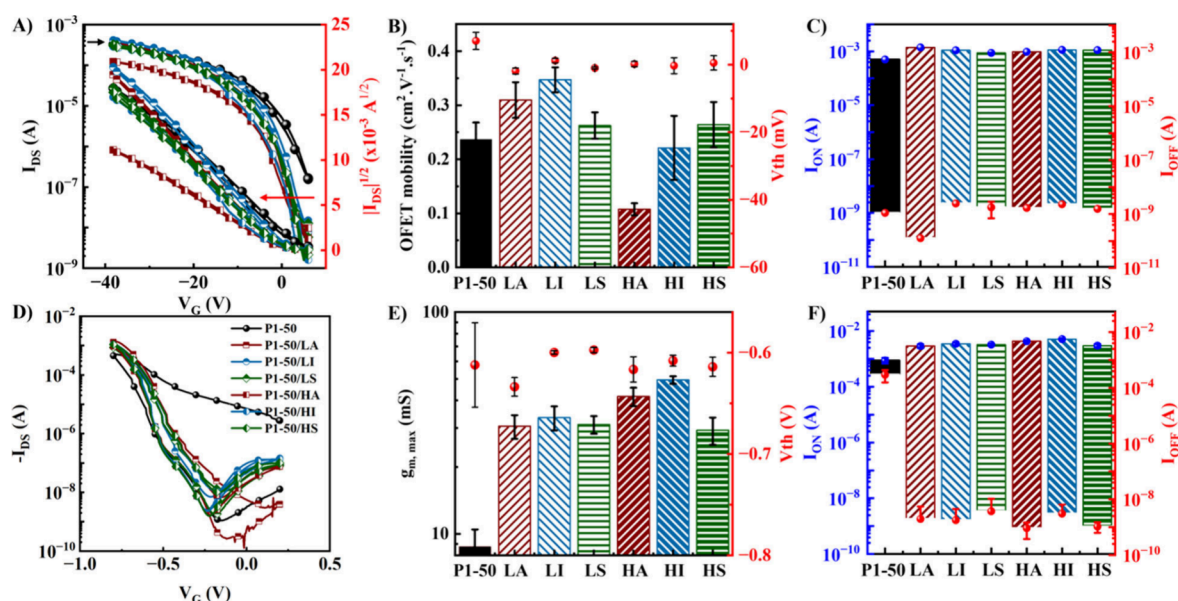 A)
10⁻³
10⁻⁵
10⁻⁷
10⁻⁹
I_DS (A)
−40
−20
0
V_G (V)
25
20
15
10
5
0
|I_DS|^1/2 (x10⁻³ A^1/2)
B)
0.4
0.3
0.2
0.1
0.0
OFET mobility (cm².V⁻¹.s⁻¹)
P1-50 LA LI LS HA HI HS
0
−20
−40
−60
Vth (mV)
C)
10⁻¹
10⁻³
10⁻⁵
10⁻⁷
10⁻⁹
10⁻¹¹
I_ON (A)
P1-50 LA LI LS HA HI HS
10⁻¹
10⁻³
10⁻⁵
10⁻⁷
10⁻⁹
10⁻¹¹
I_OFF (A)
D)
10⁻²
10⁻⁴
10⁻⁶
10⁻⁸
10⁻¹⁰
-I_DS (A)
P1-50
P1-50/LA
P1-50/LI
P1-50/LS
P1-50/HA
P1-50/HI
P1-50/HS
−1.0
−0.5
0.0
V_G (V)
E)
100
10
g_m, max (mS)
P1-50 LA LI LS HA HI HS
−0.6
−0.7
−0.8
Vth (V)
F)
10⁻²
10⁻⁴
10⁻⁶
10⁻⁸
10⁻¹⁰
I_ON (A)
P1-50 LA LI LS HA HI HS
10⁻²
10⁻⁴
10⁻⁶
10⁻⁸
10⁻¹⁰
I_OFF (A)